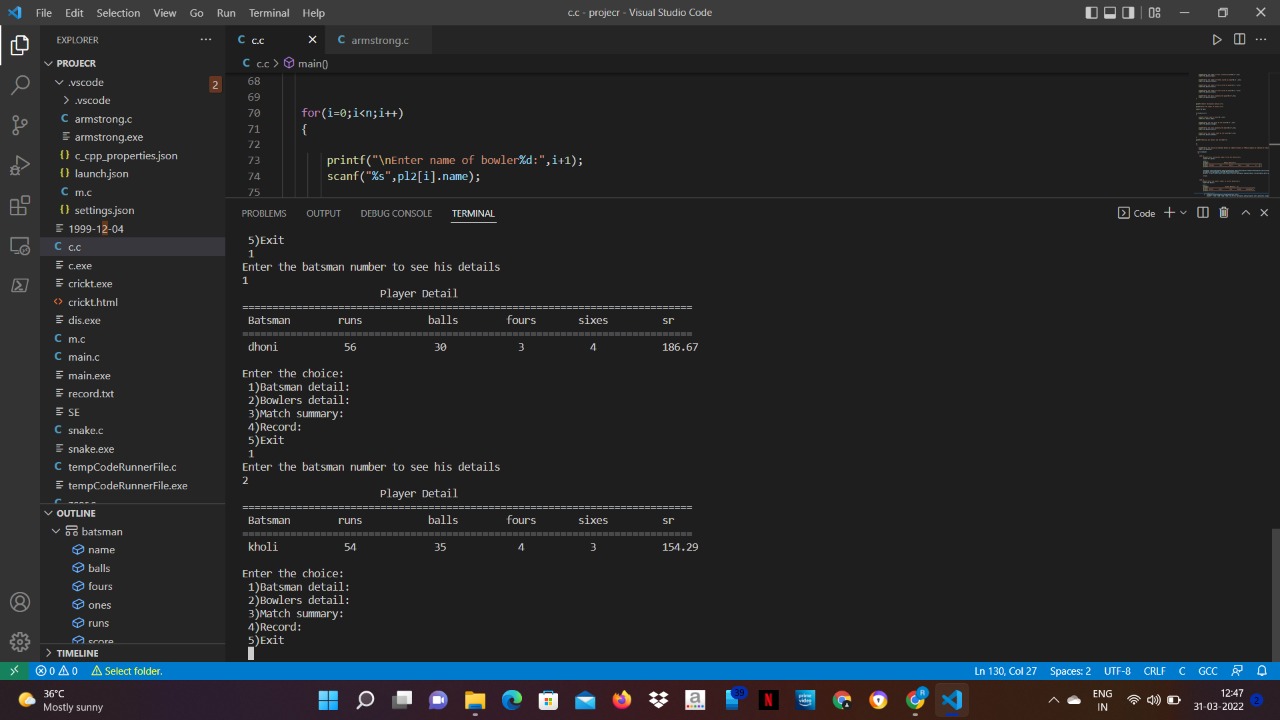 File Edit Selection View Go Run Terminal Help c.c - projecr - Visual Studio Code
EXPLORER
PROJECR
.vscode 2
.vscode
armstrong.c
armstrong.exe
c_cpp_properties.json
launch.json
m.c
settings.json
1999-12-04
c.c
c.exe
crickt.exe
crickt.html
dis.exe
m.c
main.c
main.exe
record.txt
SE
snake.c
snake.exe
tempCodeRunnerFile.c
tempCodeRunnerFile.exe
OUTLINE
batsman
name
balls
fours
ones
runs
score
TIMELINE
c.c armstrong.c
c.c > main()
68
69
70 for(i=0;i<n;i++)
71 {
72
73 printf("\nEnter name of bowler%d:",i+1);
74 scanf("%s",pl2[i].name);
75
PROBLEMS OUTPUT DEBUG CONSOLE TERMINAL Code
5)Exit
1
Enter the batsman number to see his details
1
Player Detail
===========================================================================
Batsman runs balls fours sixes sr
===========================================================================
dhoni 56 30 3 4 186.67
Enter the choice:
1)Batsman detail:
2)Bowlers detail:
3)Match summary:
4)Record:
5)Exit
1
Enter the batsman number to see his details
2
Player Detail
===========================================================================
Batsman runs balls fours sixes sr
===========================================================================
kholi 54 35 4 3 154.29
Enter the choice:
1)Batsman detail:
2)Bowlers detail:
3)Match summary:
4)Record:
5)Exit
0 0 Select folder. Ln 130, Col 27 Spaces: 2 UTF-8 CRLF C GCC
36°C
Mostly sunny
39
prime video
R
ENG
IN
12:47
31-03-2022
2